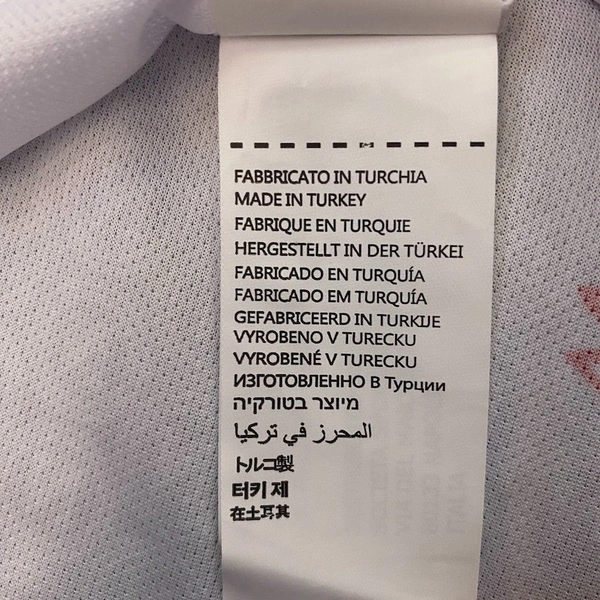 FABBRICATO IN TURCHIA
MADE IN TURKEY
FABRIQUE EN TURQUIE
HERGESTELLT IN DER TÜRKEI
FABRICADO EN TURQUÍA
FABRICADO EM TURQUÍA
GEFABRICEERD IN TURKIJE
VYROBENO V TURECKU
VYROBENÉ V TURECKU
ИЗГОТОВЛЕННО В Турции
מיוצר בטורקיה
المحرز في تركيا
トルコ製
터키 제
在土耳其